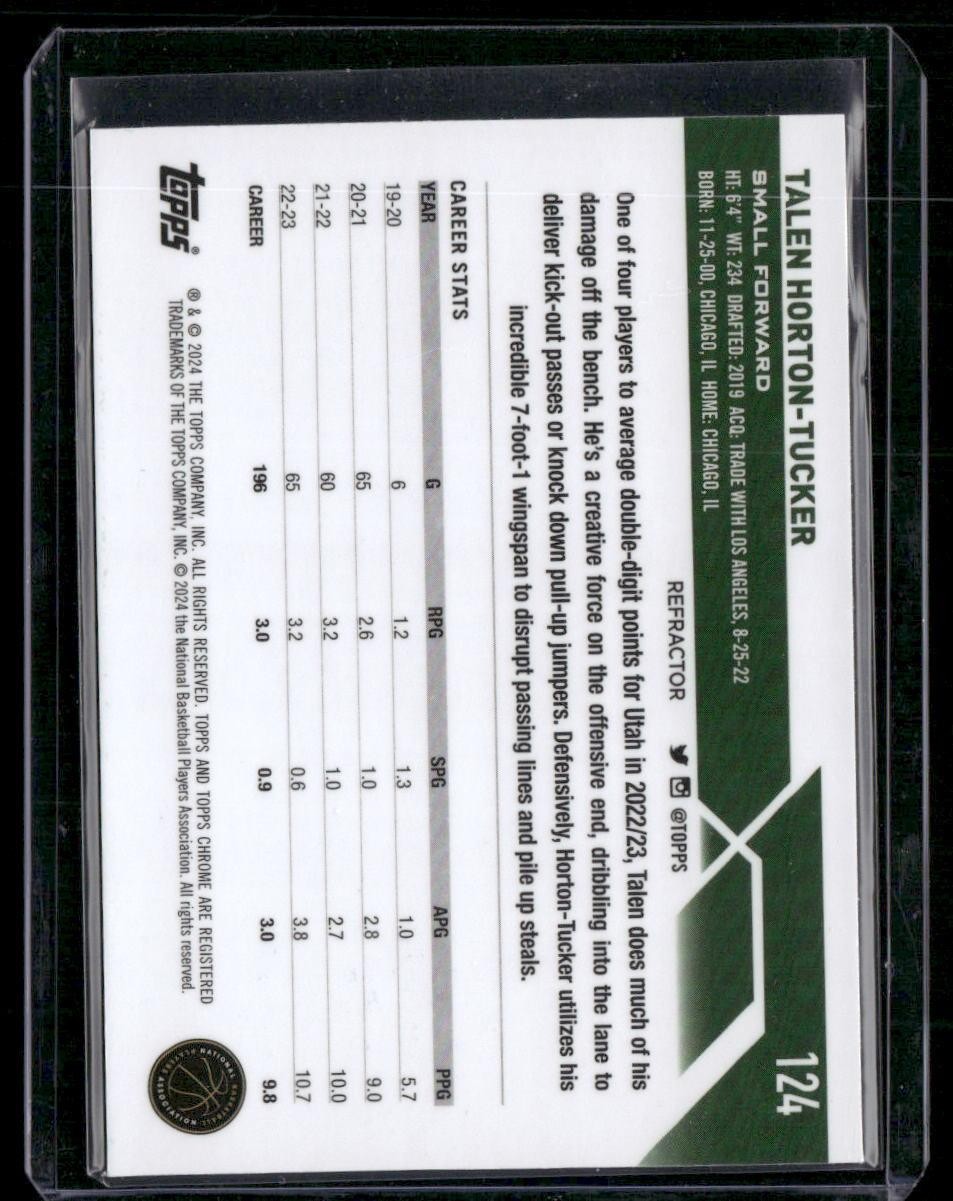 TALEN HORTON-TUCKER
124
SMALL FORWARD
HT: 6'4" WT: 234 DRAFTED: 2019 ACQ: TRADE WITH LOS ANGELES, 8-25-22
BORN: 11-25-00, CHICAGO, IL HOME: CHICAGO, IL
REFRACTOR @TOPPS
One of four players to average double-digit points for Utah in 2022/23, Talen does much of his
damage off the bench. He's a creative force on the offensive end, dribbling into the lane to
deliver kick-out passes or knock down pull-up jumpers. Defensively, Horton-Tucker utilizes his
incredible 7-foot-1 wingspan to disrupt passing lines and pile up steals.
CAREER STATS
YEAR G RPG SPG APG PPG
19-20 6 1.2 1.3 1.0 5.7
20-21 65 2.6 1.0 2.8 9.0
21-22 60 3.2 1.0 2.7 10.0
22-23 65 3.2 0.6 3.8 10.7
CAREER 196 3.0 0.9 3.0 9.8
topps®
® & © 2024 THE TOPPS COMPANY, INC. ALL RIGHTS RESERVED. TOPPS AND TOPPS CHROME ARE REGISTERED
TRADEMARKS OF THE TOPPS COMPANY, INC. © 2024 the National Basketball Players Association. All rights reserved.
NATIONAL BASKETBALL PLAYERS ASSOCIATION